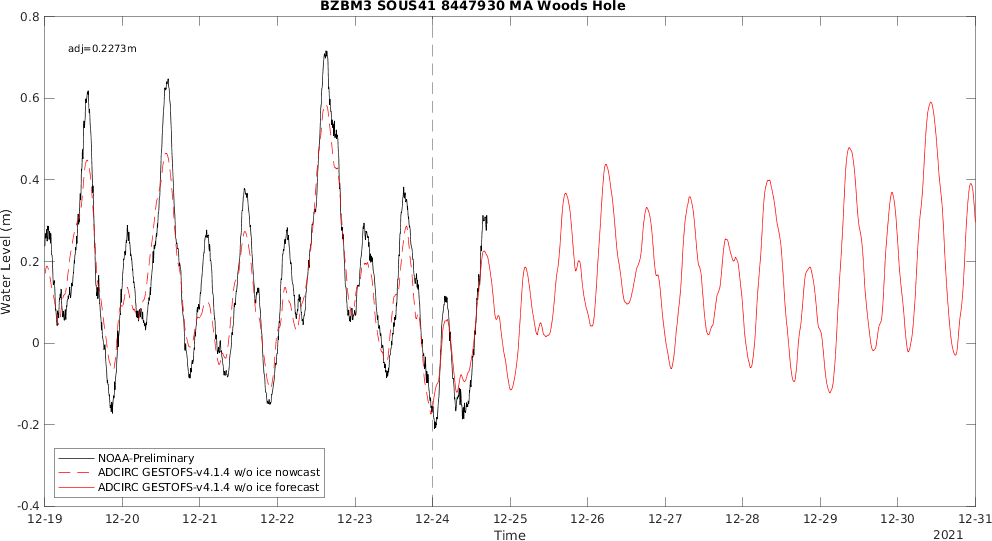 BZBM3 SOUS41 8447930 MA Woods Hole
adj=0.2273m
Water Level (m)
0.8
0.6
0.4
0.2
0
-0.2
-0.4
NOAA-Preliminary
ADCIRC GESTOFS-v4.1.4 w/o ice nowcast
ADCIRC GESTOFS-v4.1.4 w/o ice forecast
12-19 12-20 12-21 12-22 12-23 12-24 12-25 12-26 12-27 12-28 12-29 12-30 12-31
Time
2021